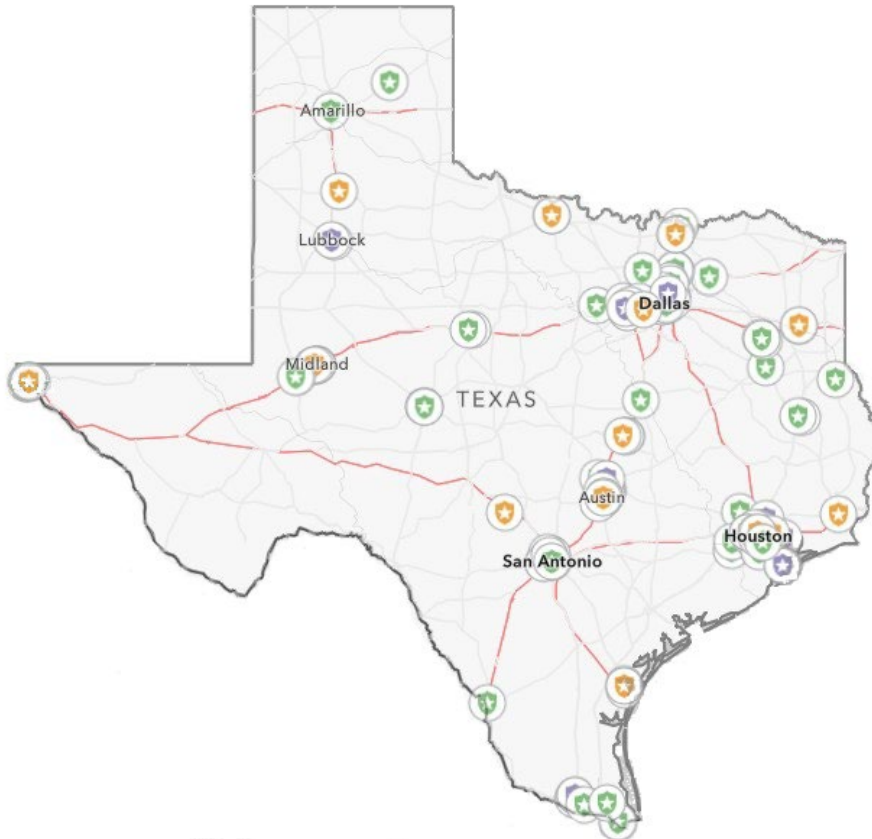 Amarillo
Lubbock
Dallas
Midland
TEXAS
Austin
Houston
San Antonio